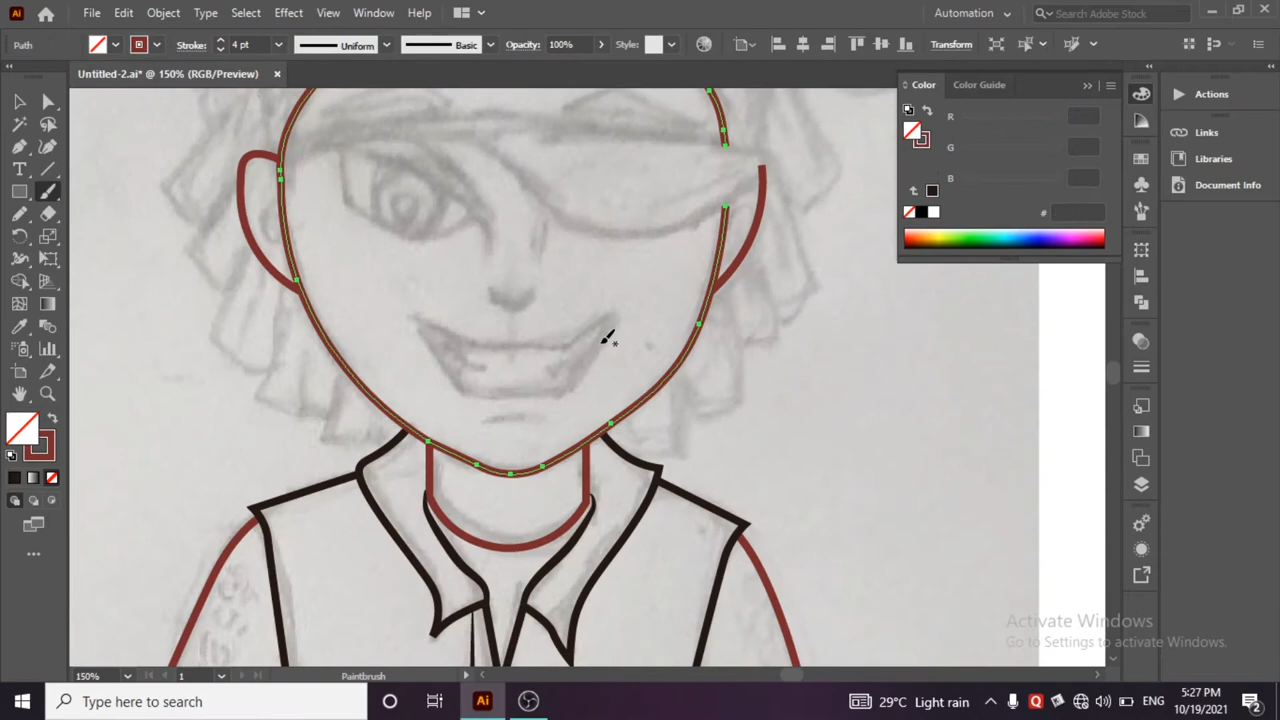 Ai File Edit Object Type Select Effect View Window Help Automation Search Adobe Stock
Path Stroke: 4 pt Uniform Basic Opacity: 100% Style: Transform
Untitled-2.ai* @ 150% (RGB/Preview) ×
Color Color Guide
R
G
B
#
Actions
Links
Libraries
Document Info
Activate Windows
Go to Settings to activate Windows.
150% 1 Paintbrush
Type here to search Ai 29°C Light rain ENG 5:27 PM
10/19/2021 2